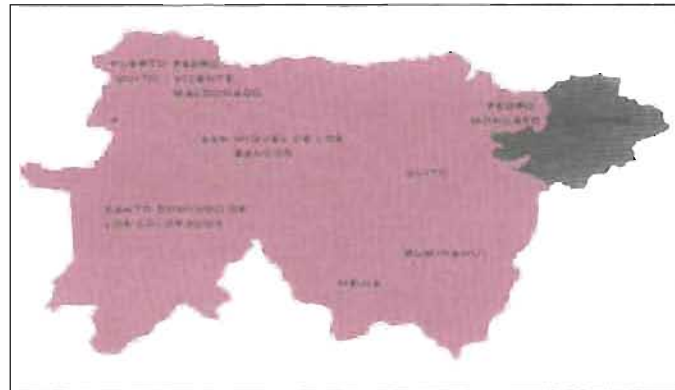 PUERTO PEDRO
QUITO VICENTE
MALDONADO
PEDRO
MONCAYO
SAN MIGUEL DE LOS
BANCOS
QUITO
SANTO DOMINGO DE
LOS COLORADOS
RUMIÑAHUI
MEJIA